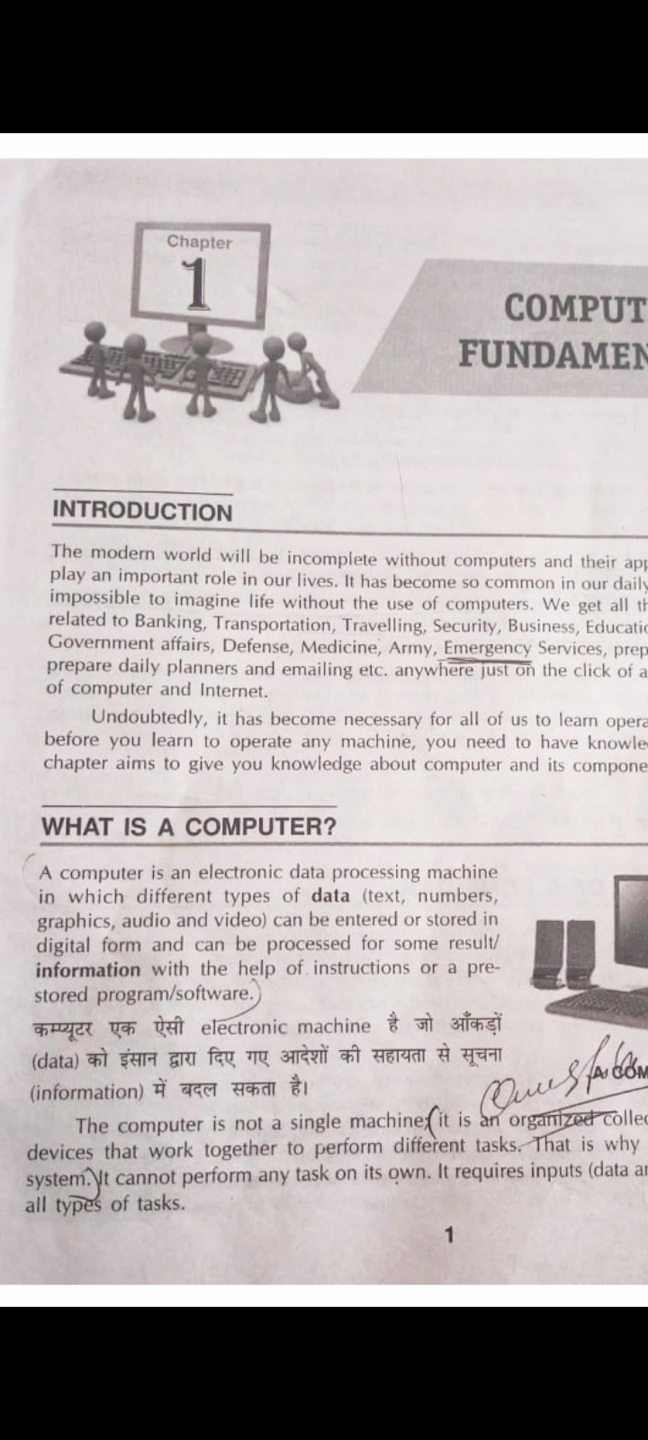 Chapter
1
COMPUT
FUNDAMEN
INTRODUCTION
The modern world will be incomplete without computers and their app
play an important role in our lives. It has become so common in our daily
impossible to imagine life without the use of computers. We get all th
related to Banking, Transportation, Travelling, Security, Business, Educatio
Government affairs, Defense, Medicine, Army, Emergency Services, prep
prepare daily planners and emailing etc. anywhere just on the click of a
of computer and Internet.
Undoubtedly, it has become necessary for all of us to learn opera
before you learn to operate any machine, you need to have knowle
chapter aims to give you knowledge about computer and its compone
WHAT IS A COMPUTER?
A computer is an electronic data processing machine
in which different types of data (text, numbers,
graphics, audio and video) can be entered or stored in
digital form and can be processed for some result/
information with the help of instructions or a pre-
stored program/software.
कम्प्यूटर एक ऐसी electronic machine है जो आँकड़ों
(data) को इंसान द्वारा दिए गए आदेशों की सहायता से सूचना
(information) में बदल सकता है।
A COM
The computer is not a single machine, it is an organized collec
devices that work together to perform different tasks. That is why
system. It cannot perform any task on its own. It requires inputs (data an
all types of tasks.
1